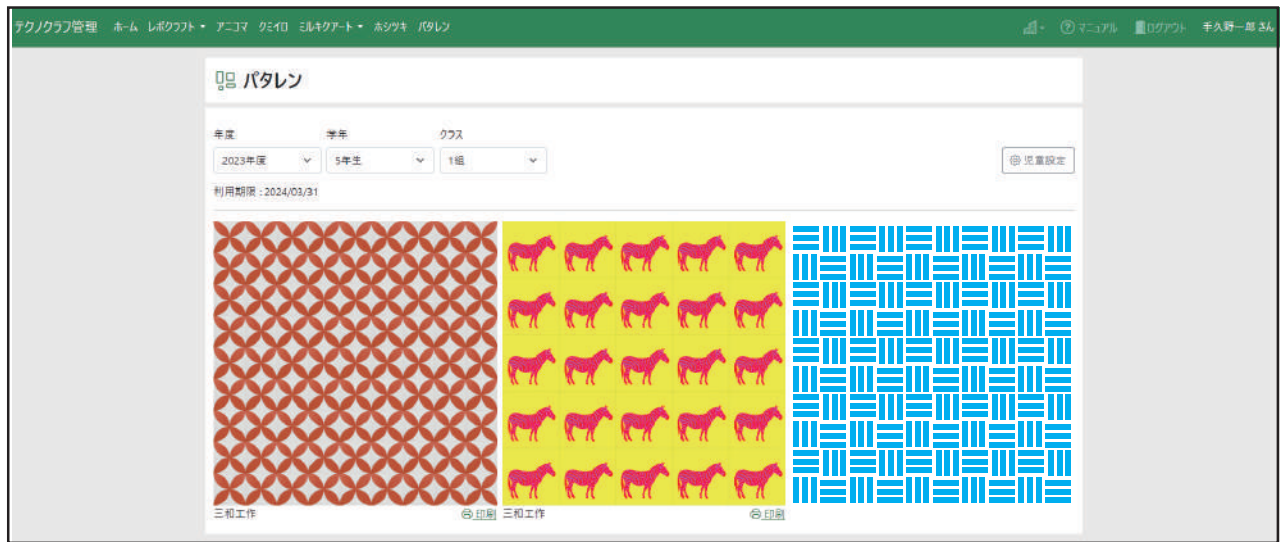 テクノクラフ管理 ホーム レボクラフト アニコマ クミイロ ミルキクアート ホシツキ パタレン マニュアル ログアウト 手久野一郎 さん
パタレン
年度 学年 クラス
2023年度 5年生 1組 児童設定
利用期限 : 2024/03/31
三和工作 印刷 三和工作 印刷